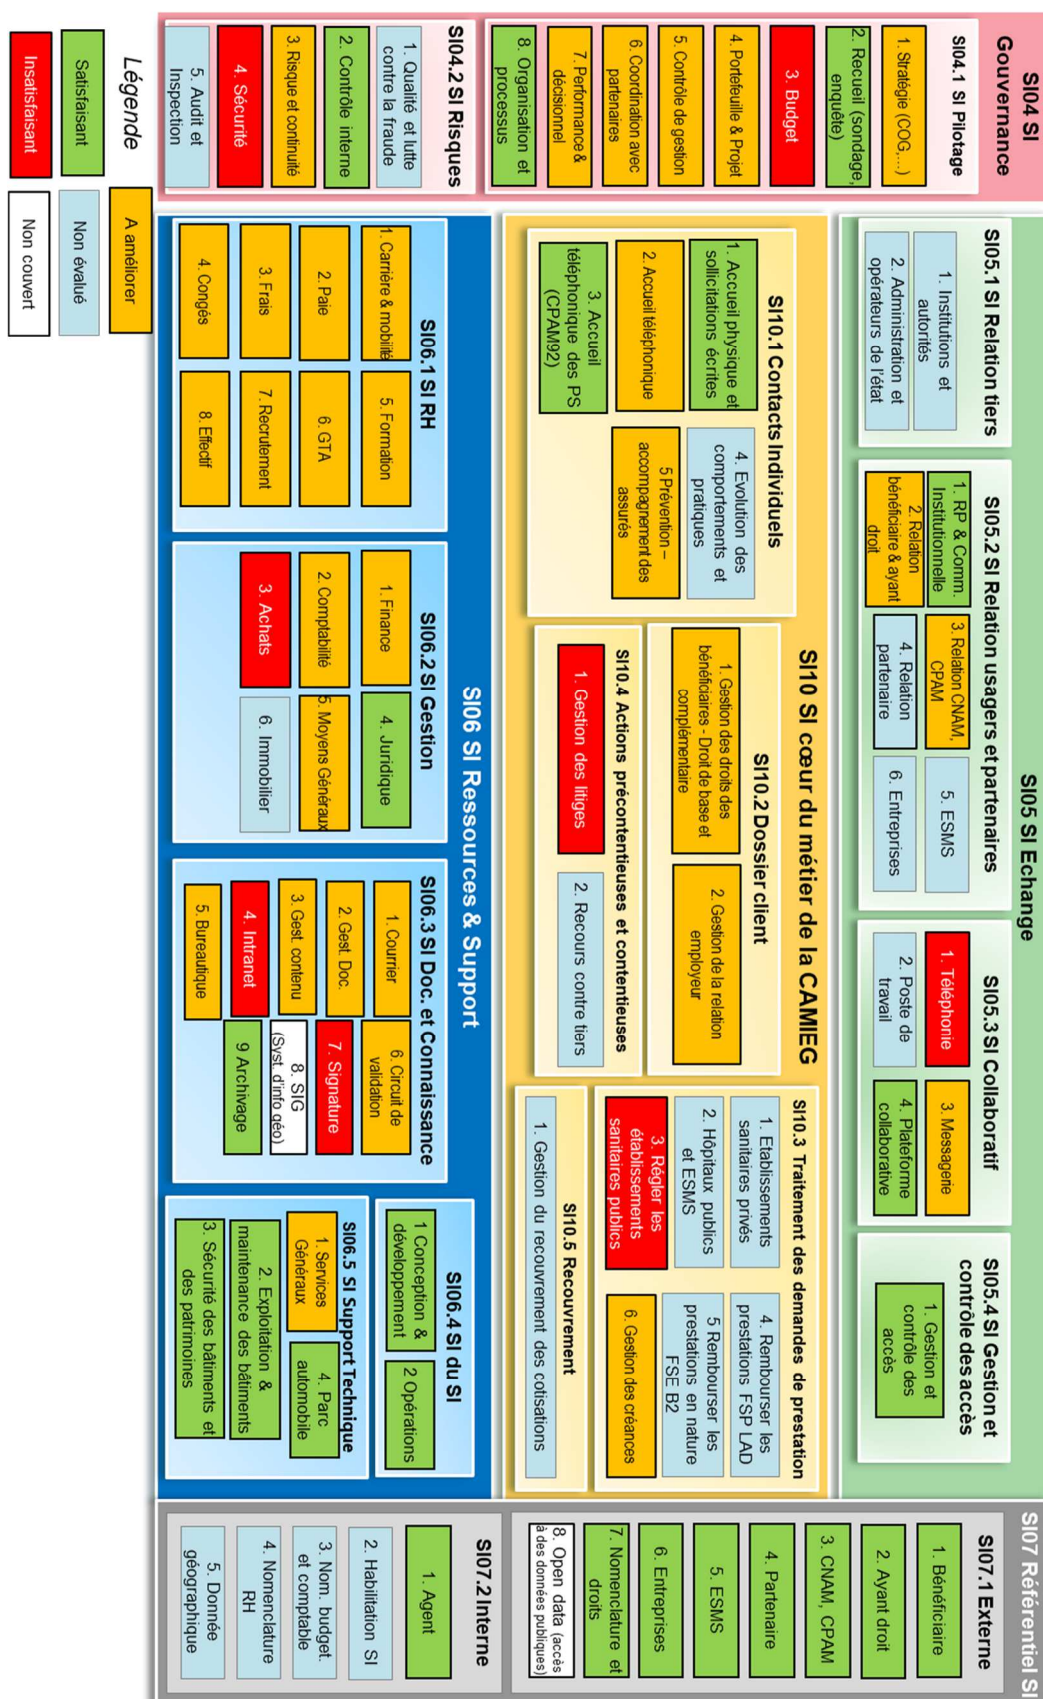 SI04 SI
Gouvernance
SI04.1 SI Pilotage
1. Stratégie (COG,...)
2. Recueil (sondage,
enquête)
3. Budget
4. Portefeuille & Projet
5. Contrôle de gestion
6. Coordination avec
partenaires
7. Performance &
décisionnel
8. Organisation et
processus
SI04.2 SI Risques
1. Qualité et lutte
contre la fraude
2. Contrôle interne
3. Risque et continuité
4. Sécurité
5. Audit et
Inspection
SI05 SI Echange
SI05.1 SI Relation tiers
1. Institutions et
autorités
2. Administration et
opérateurs de l'état
SI05.2 SI Relation usagers et partenaires
1. RP & Comm.
Institutionnelle
2. Relation
bénéficiaire & ayant
droit
3. Relation CNAM,
CPAM
4. Relation
partenaire
5. ESMS
6. Entreprises
SI05.3 SI Collaboratif
1. Téléphonie
2. Poste de
travail
3. Messagerie
4. Plateforme
collaborative
SI05.4 SI Gestion et
contrôle des accès
1. Gestion et
contrôle des
accès
SI10 SI cœur du métier de la CAMIEG
SI10.1 Contacts Individuels
1. Accueil physique et
sollicitations écrites
2. Accueil téléphonique
3. Accueil
téléphonique des PS
(CPAM92)
4. Evolution des
comportements et
pratiques
5 Prévention –
accompagnement des
assurés
SI10.2 Dossier client
1. Gestion des droits des
bénéficiaires - Droit de base et
complémentaire
2. Gestion de la relation
employeur
SI10.4 Actions précontentieuses et contentieuses
1. Gestion des litiges
2. Recours contre tiers
SI10.3 Traitement des demandes de prestation
1. Etablissements
sanitaires privés
2. Hôpitaux publics
et ESMS
3. Régler les
établissements
sanitaires publics
4. Rembourser les
prestations FSP LAD
5 Rembourser les
prestations en nature
FSE B2
6. Gestion des créances
SI10.5 Recouvrement
1. Gestion du recouvrement des cotisations
SI06 SI Ressources & Support
SI06.1 SI RH
1. Carrière & mobilité
2. Paie
3. Frais
4. Congés
5. Formation
6. GTA
7. Recrutement
8. Effectif
SI06.2 SI Gestion
1. Finance
2. Comptabilité
3. Achats
4. Juridique
5. Moyens Généraux
6. Immobilier
SI06.3 SI Doc. et Connaissance
1. Courrier
2. Gest. Doc.
3. Gest. contenu
4. Intranet
5. Bureautique
6. Circuit de
validation
7. Signature
8. SIG
(Syst. d'info géo)
9 Archivage
SI06.4 SI du SI
1 Conception &
développement
2 Opérations
SI06.5 SI Support Technique
1. Services
Généraux
4. Parc
automobile
2. Exploitation &
maintenance des bâtiments
3. Sécurité des bâtiments et
des patrimoines
SI07 Référentiel SI
SI07.1 Externe
1. Bénéficiaire
2. Ayant droit
3. CNAM, CPAM
4. Partenaire
5. ESMS
6. Entreprises
7. Nomenclature et
droits
8. Open data (accès
à des données publiques)
SI07.2 Interne
1. Agent
2. Habilitation SI
3. Nom. budget.
et comptable
4. Nomenclature
RH
5. Donnée
géographique
Légende
A améliorer
Satisfaisant
Non évalué
Insatisfaisant
Non couvert